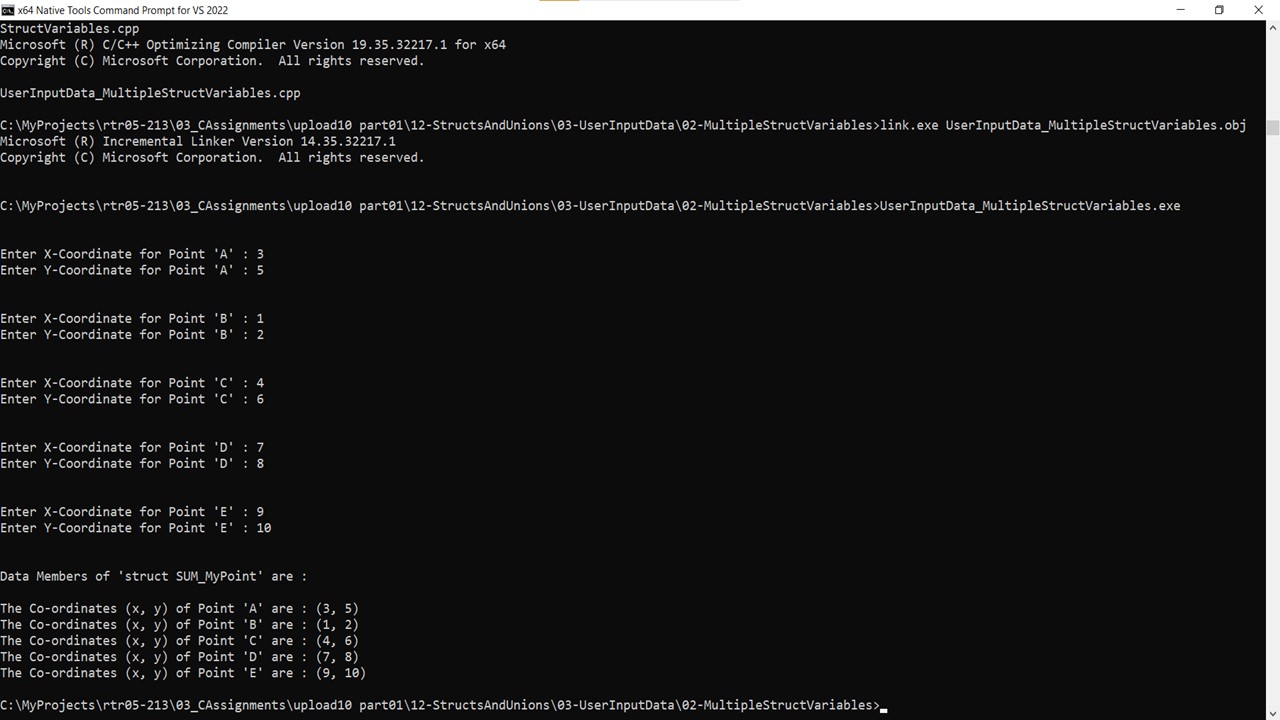 x64 Native Tools Command Prompt for VS 2022
StructVariables.cpp
Microsoft (R) C/C++ Optimizing Compiler Version 19.35.32217.1 for x64
Copyright (C) Microsoft Corporation.  All rights reserved.
UserInputData_MultipleStructVariables.cpp
C:\MyProjects\rtr05-213\03_CAssignments\upload10 part01\12-StructsAndUnions\03-UserInputData\02-MultipleStructVariables>link.exe UserInputData_MultipleStructVariables.obj
Microsoft (R) Incremental Linker Version 14.35.32217.1
Copyright (C) Microsoft Corporation.  All rights reserved.
C:\MyProjects\rtr05-213\03_CAssignments\upload10 part01\12-StructsAndUnions\03-UserInputData\02-MultipleStructVariables>UserInputData_MultipleStructVariables.exe
Enter X-Coordinate for Point 'A' : 3
Enter Y-Coordinate for Point 'A' : 5
Enter X-Coordinate for Point 'B' : 1
Enter Y-Coordinate for Point 'B' : 2
Enter X-Coordinate for Point 'C' : 4
Enter Y-Coordinate for Point 'C' : 6
Enter X-Coordinate for Point 'D' : 7
Enter Y-Coordinate for Point 'D' : 8
Enter X-Coordinate for Point 'E' : 9
Enter Y-Coordinate for Point 'E' : 10
Data Members of 'struct SUM_MyPoint' are :
The Co-ordinates (x, y) of Point 'A' are : (3, 5)
The Co-ordinates (x, y) of Point 'B' are : (1, 2)
The Co-ordinates (x, y) of Point 'C' are : (4, 6)
The Co-ordinates (x, y) of Point 'D' are : (7, 8)
The Co-ordinates (x, y) of Point 'E' are : (9, 10)
C:\MyProjects\rtr05-213\03_CAssignments\upload10 part01\12-StructsAndUnions\03-UserInputData\02-MultipleStructVariables>